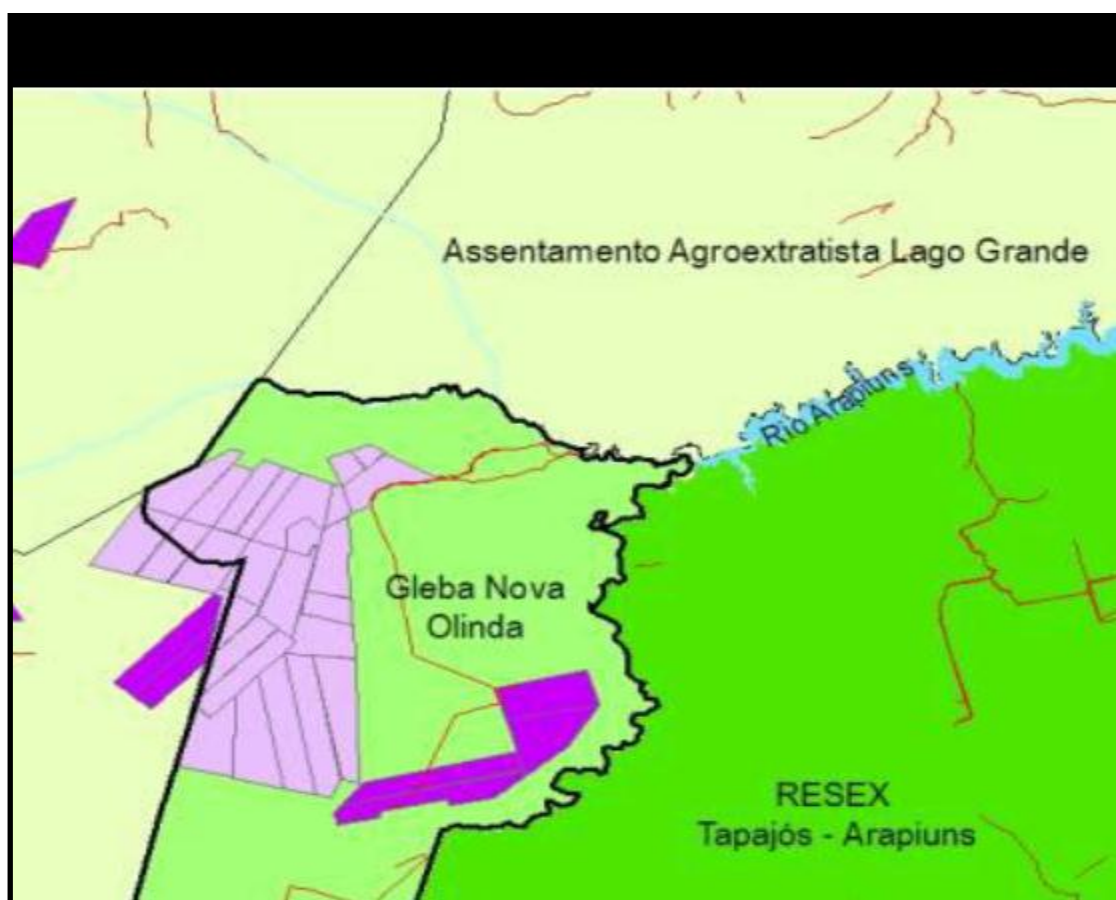 Assentamento Agroextratista Lago Grande
Rio Arapiuns
Gleba Nova
Olinda
RESEX
Tapajós - Arapiuns